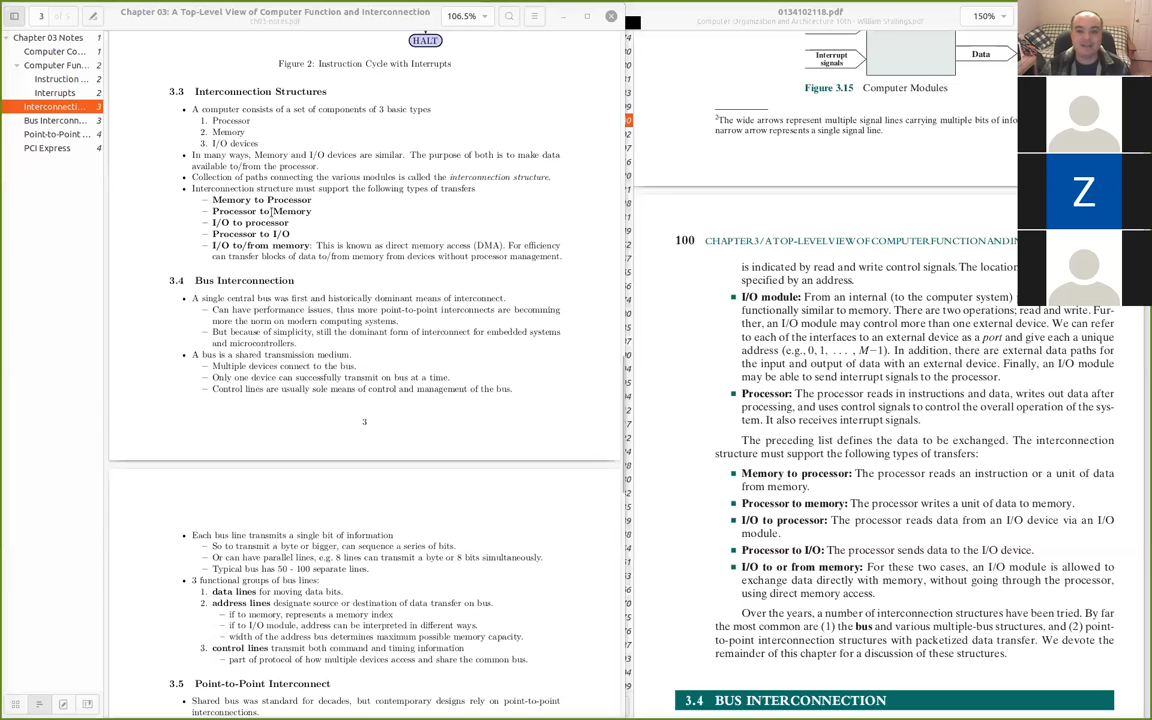 3 of 5
Chapter 03: A Top-Level View of Computer Function and Interconnection
ch03-notes.pdf
106.5%
Chapter 03 Notes 1
Computer Co... 1
Computer Fun... 2
Instruction ... 2
Interrupts 2
Interconnecti... 3
Bus Interconn... 3
Point-to-Point ... 4
PCI Express 4
HALT
Figure 2: Instruction Cycle with Interrupts
3.3 Interconnection Structures
• A computer consists of a set of components of 3 basic types
1. Processor
2. Memory
3. I/O devices
• In many ways, Memory and I/O devices are similar. The purpose of both is to make data
available to/from the processor.
• Collection of paths connecting the various modules is called the interconnection structure.
• Interconnection structure must support the following types of transfers
– Memory to Processor
– Processor to Memory
– I/O to processor
– Processor to I/O
– I/O to/from memory: This is known as direct memory access (DMA). For efficiency
can transfer blocks of data to/from memory from devices without processor management.
3.4 Bus Interconnection
• A single central bus was first and historically dominant means of interconnect.
– Can have performance issues, thus more point-to-point interconnects are becomming
more the norm on modern computing systems.
– But because of simplicity, still the dominant form of interconnect for embedded systems
and microcontrollers.
• A bus is a shared transmission medium.
– Multiple devices connect to the bus.
– Only one device can successfully transmit on bus at a time.
– Control lines are usually sole means of control and management of the bus.
3
• Each bus line transmits a single bit of information
– So to transmit a byte or bigger, can sequence a series of bits.
– Or can have parallel lines, e.g. 8 lines can transmit a byte or 8 bits simultaneously.
– Typical bus has 50 - 100 separate lines.
• 3 functional groups of bus lines:
1. data lines for moving data bits.
2. address lines designate source or destination of data transfer on bus.
– if to memory, represents a memory index
– if to I/O module, address can be interpreted in different ways.
– width of the address bus determines maximum possible memory capacity.
3. control lines transmit both command and timing information
– part of protocol of how multiple devices access and share the common bus.
3.5 Point-to-Point Interconnect
• Shared bus was standard for decades, but contemporary designs rely on point-to-point
interconnections.
0134102118.pdf
Computer Organization and Architecture 10th - William Stallings.pdf
150%
Interrupt
signals
Data
Figure 3.15 Computer Modules
2The wide arrows represent multiple signal lines carrying multiple bits of
narrow arrow represents a single signal line.
100 CHAPTER 3 / A TOP-LEVEL VIEW OF COMPUTER FUNCTION AND
is indicated by read and write control signals. The location
specified by an address.
■ I/O module: From an internal (to the computer system)
functionally similar to memory. There are two operations; read and write. Fur-
ther, an I/O module may control more than one external device. We can refer
to each of the interfaces to an external device as a port and give each a unique
address (e.g., 0, 1, . . . , M−1). In addition, there are external data paths for
the input and output of data with an external device. Finally, an I/O module
may be able to send interrupt signals to the processor.
■ Processor: The processor reads in instructions and data, writes out data after
processing, and uses control signals to control the overall operation of the sys-
tem. It also receives interrupt signals.
The preceding list defines the data to be exchanged. The interconnection
structure must support the following types of transfers:
■ Memory to processor: The processor reads an instruction or a unit of data
from memory.
■ Processor to memory: The processor writes a unit of data to memory.
■ I/O to processor: The processor reads data from an I/O device via an I/O
module.
■ Processor to I/O: The processor sends data to the I/O device.
■ I/O to or from memory: For these two cases, an I/O module is allowed to
exchange data directly with memory, without going through the processor,
using direct memory access.
Over the years, a number of interconnection structures have been tried. By far
the most common are (1) the bus and various multiple-bus structures, and (2) point-
to-point interconnection structures with packetized data transfer. We devote the
remainder of this chapter for a discussion of these structures.
3.4 BUS INTERCONNECTION
Z